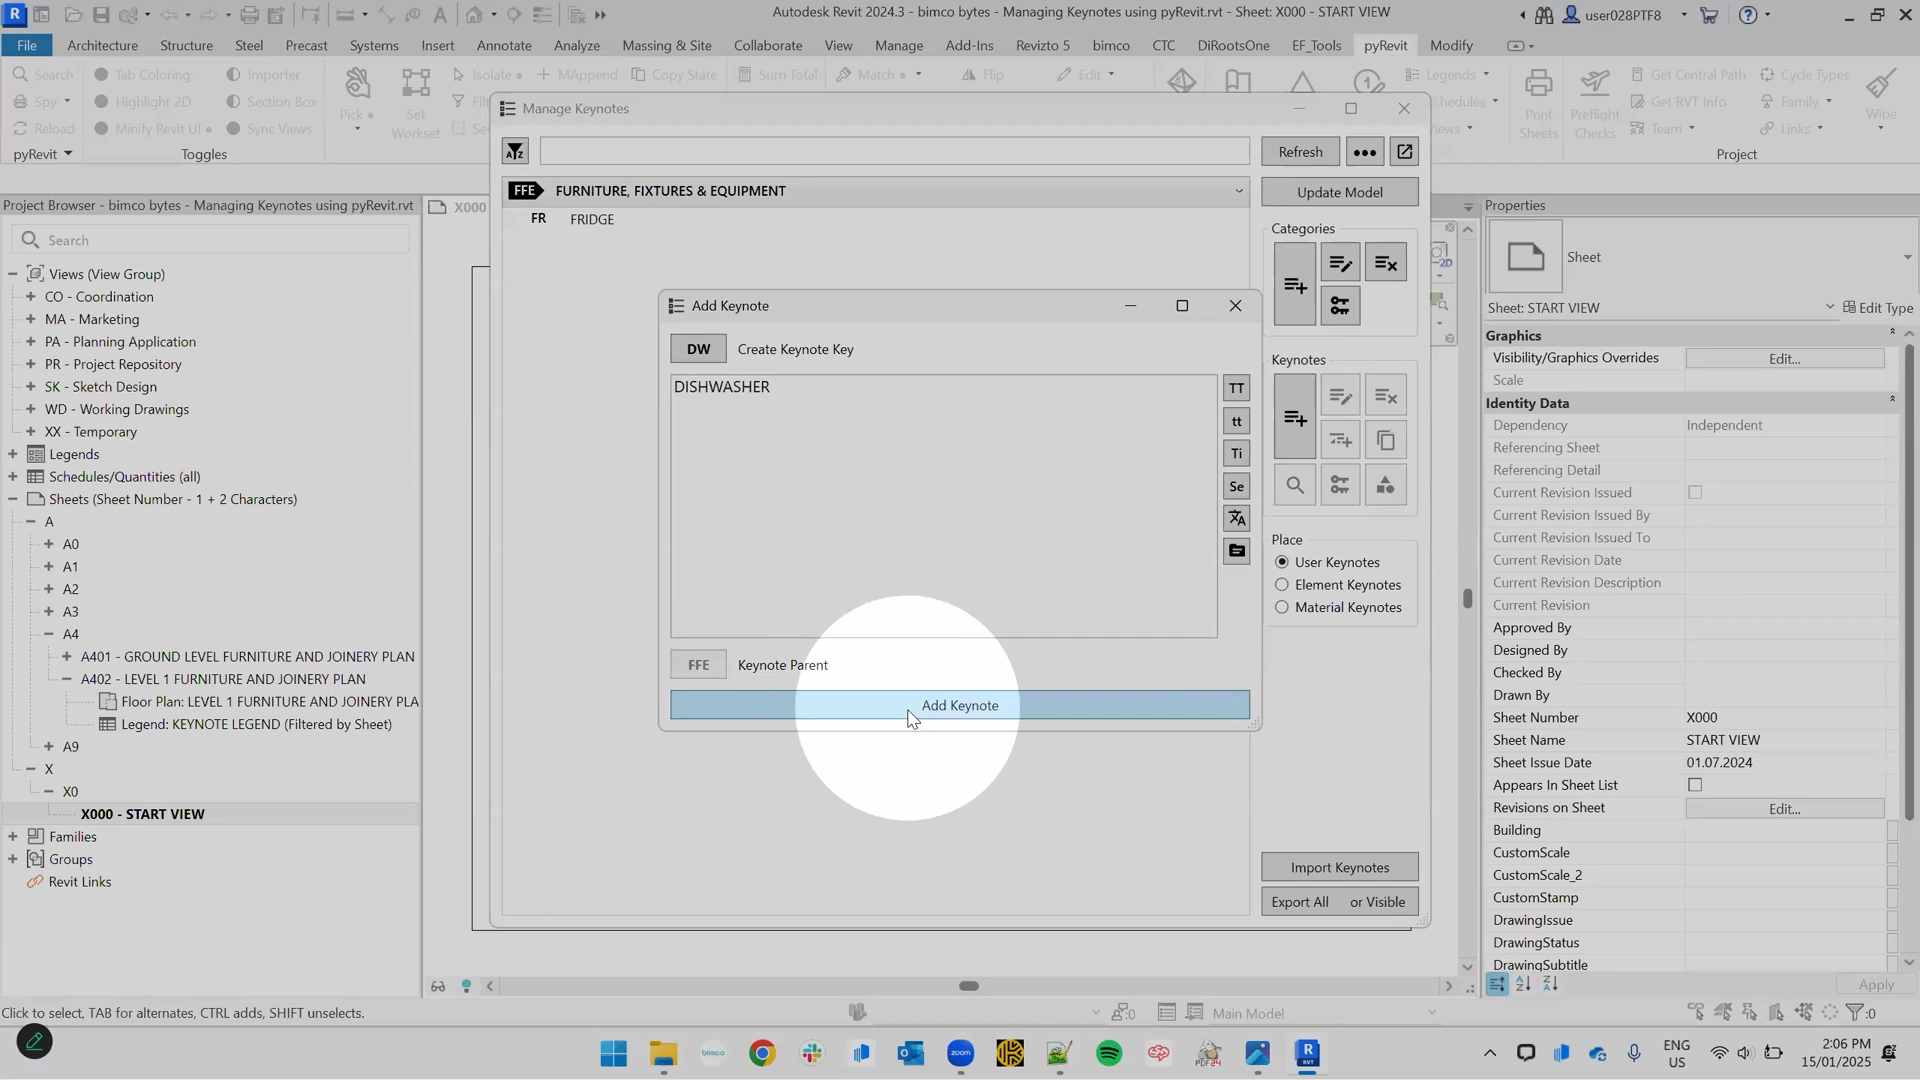 Autodesk Revit 2024.3 - bimco bytes - Managing Keynotes using pyRevit.rvt - Sheet: X000 - START VIEW
user028PTF8
File Architecture Structure Steel Precast Systems Insert Annotate Analyze Massing & Site Collaborate View Manage Add-Ins Revizto 5 bimco CTC DiRootsOne EF_Tools pyRevit Modify
Search
Spy
Reload
pyRevit
Tab Coloring
Highlight 2D
Minify Revit UI
Importer
Section Box
Sync Views
Toggles
Pick
Set
Workset
Isolate
MAppend
Copy State
Sum Total
Match
Flip
Edit
Legends
Print
Sheets
Preflight
Checks
Get Central Path
Get RVT Info
Team
Cycle Types
Family
Links
Wipe
Project
Project Browser - bimco bytes - Managing Keynotes using pyRevit.rvt
Search
Views (View Group)
CO - Coordination
MA - Marketing
PA - Planning Application
PR - Project Repository
SK - Sketch Design
WD - Working Drawings
XX - Temporary
Legends
Schedules/Quantities (all)
Sheets (Sheet Number - 1 + 2 Characters)
A
A0
A1
A2
A3
A4
A401 - GROUND LEVEL FURNITURE AND JOINERY PLAN
A402 - LEVEL 1 FURNITURE AND JOINERY PLAN
Floor Plan: LEVEL 1 FURNITURE AND JOINERY PLA
Legend: KEYNOTE LEGEND (Filtered by Sheet)
A9
X
X0
X000 - START VIEW
Families
Groups
Revit Links
X000
Manage Keynotes
Refresh
FFE FURNITURE, FIXTURES & EQUIPMENT
FR FRIDGE
Update Model
Categories
Keynotes
Place
User Keynotes
Element Keynotes
Material Keynotes
Import Keynotes
Export All or Visible
Add Keynote
DW Create Keynote Key
DISHWASHER
TT
tt
Ti
Se
FFE Keynote Parent
Add Keynote
Properties
Sheet
Sheet: START VIEW
Edit Type
Graphics
Visibility/Graphics Overrides Edit...
Scale
Identity Data
Dependency Independent
Referencing Sheet
Referencing Detail
Current Revision Issued
Current Revision Issued By
Current Revision Issued To
Current Revision Date
Current Revision Description
Current Revision
Approved By
Designed By
Checked By
Drawn By
Sheet Number X000
Sheet Name START VIEW
Sheet Issue Date 01.07.2024
Appears In Sheet List
Revisions on Sheet Edit...
Building
CustomScale
CustomScale_2
CustomStamp
DrawingIssue
DrawingStatus
DrawingSubtitle
Apply
Click to select, TAB for alternates, CTRL adds, SHIFT unselects.
:0
Main Model
:0
bimco
zoom
PDF24
RVT
ENG
US
2:06 PM
15/01/2025